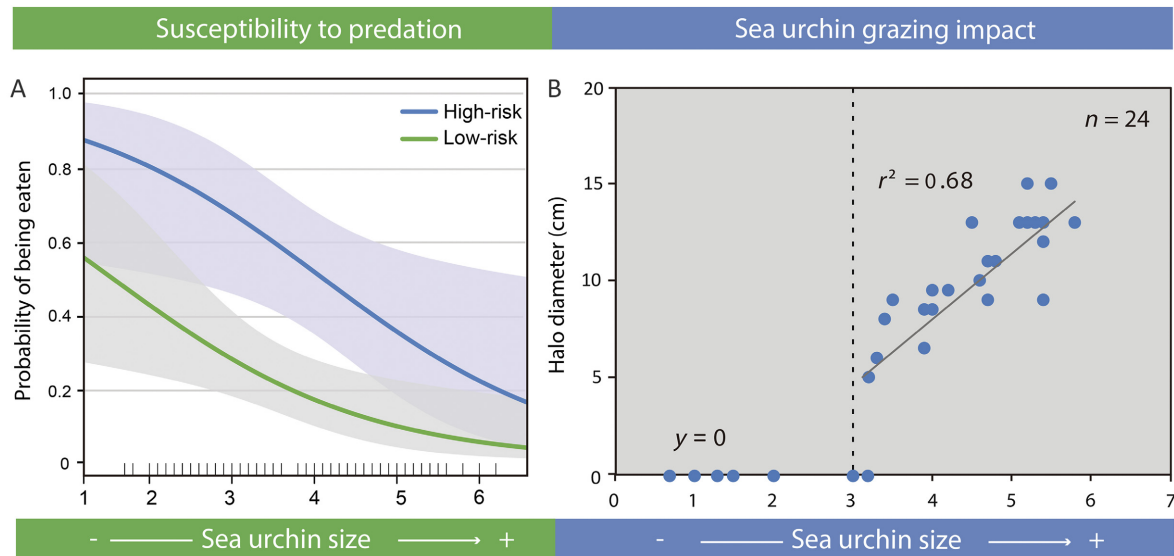 Susceptibility to predation
Sea urchin grazing impact
A
Probability of being eaten
1.0
0.8
0.6
0.4
0.2
0
High-risk
Low-risk
1 2 3 4 5 6
- Sea urchin size +
B
Halo diameter (cm)
20
15
10
5
0
n = 24
r² = 0.68
y = 0
0 1 2 3 4 5 6 7
- Sea urchin size +